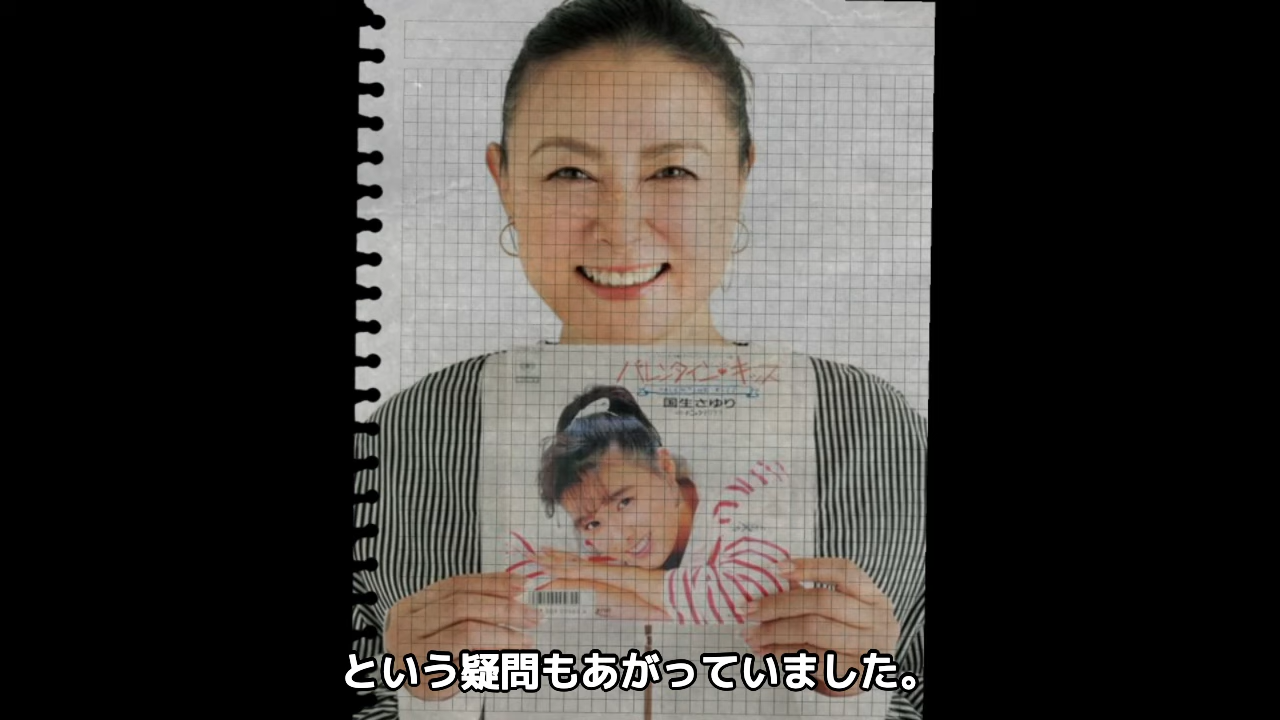 バレンタイン・キッス
国生さゆり
という疑問もあがっていました。